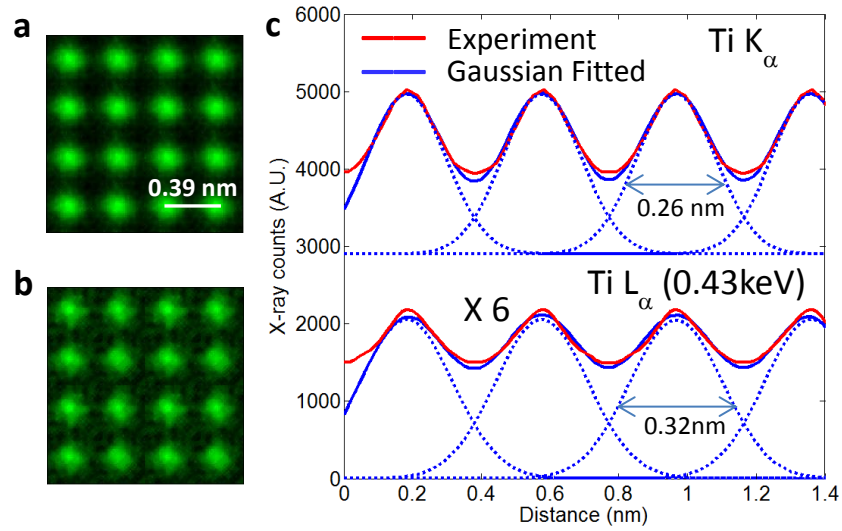 a
0.39 nm
b
c
Experiment
Gaussian Fitted
Ti Kα
0.26 nm
X 6
Ti Lα (0.43keV)
0.32nm
X-ray counts (A.U.)
6000
5000
4000
3000
2000
1000
0
0 0.2 0.4 0.6 0.8 1 1.2 1.4
Distance (nm)